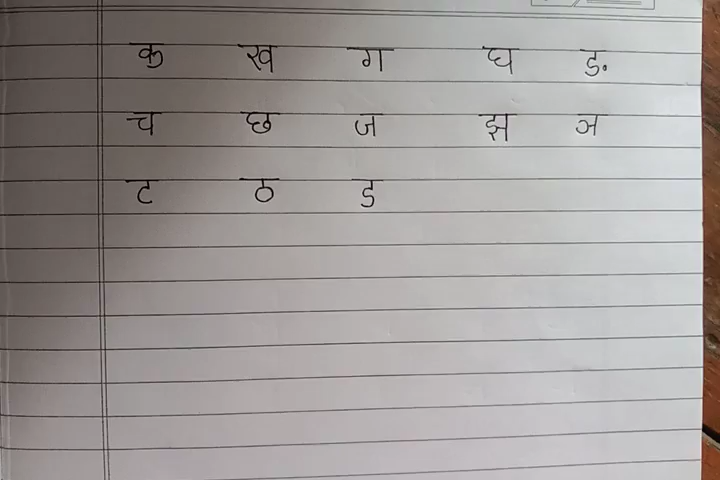 क ख ग घ ङ
च छ ज झ ञ
ट ठ ड